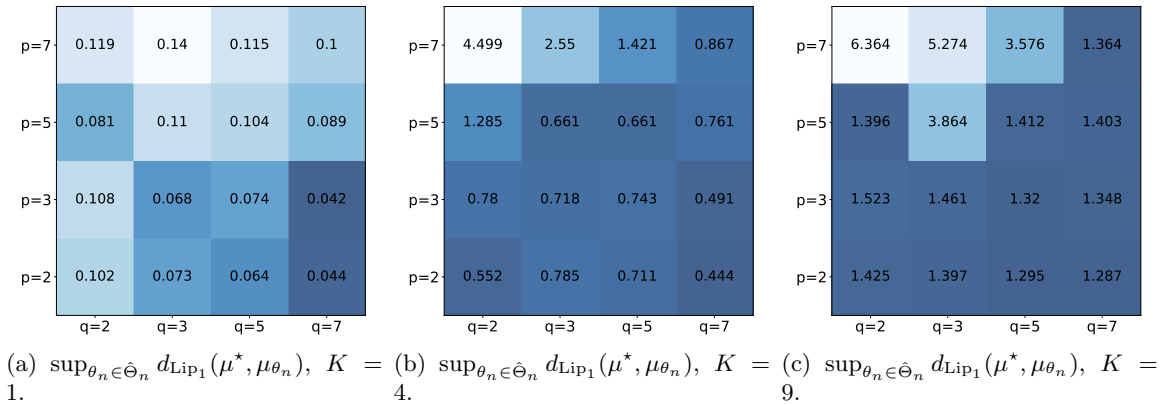 p=7 0.119 0.14 0.115 0.1
p=5 0.081 0.11 0.104 0.089
p=3 0.108 0.068 0.074 0.042
p=2 0.102 0.073 0.064 0.044
q=2 q=3 q=5 q=7
(a) sup_{θ_n∈Θ̂_n} d_{Lip_1}(μ⋆, μ_{θ_n}), K =
1.
p=7 4.499 2.55 1.421 0.867
p=5 1.285 0.661 0.661 0.761
p=3 0.78 0.718 0.743 0.491
p=2 0.552 0.785 0.711 0.444
q=2 q=3 q=5 q=7
(b) sup_{θ_n∈Θ̂_n} d_{Lip_1}(μ⋆, μ_{θ_n}), K =
4.
p=7 6.364 5.274 3.576 1.364
p=5 1.396 3.864 1.412 1.403
p=3 1.523 1.461 1.32 1.348
p=2 1.425 1.397 1.295 1.287
q=2 q=3 q=5 q=7
(c) sup_{θ_n∈Θ̂_n} d_{Lip_1}(μ⋆, μ_{θ_n}), K =
9.